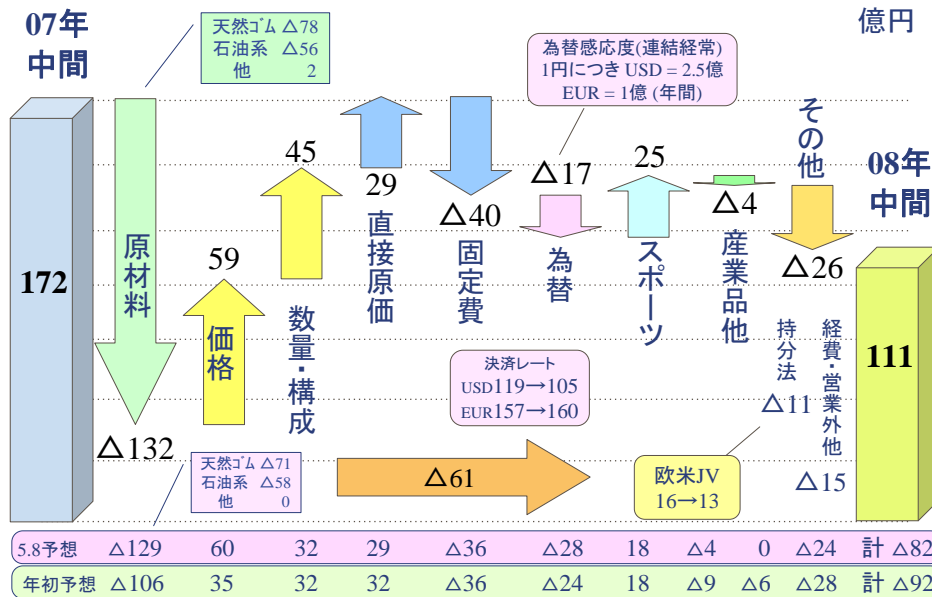 07年
中間
億円
天然ゴム △78
石油系 △56
他 2
為替感応度(連結経常)
1円につき USD = 2.5億
EUR = 1億 (年間)
172
原材料
△132
59
価格
45
数量・構成
29
直接原価
△40
固定費
△17
為替
25
スポーツ
△4
産業品他
その他
△26
持分法
△11
経費・営業外他
△15
08年
中間
111
決済レート
USD119→105
EUR157→160
天然ゴム △71
石油系 △58
他 0
△61
欧米JV
16→13
5.8予想 △129 60 32 29 △36 △28 18 △4 0 △24 計 △82
年初予想 △106 35 32 32 △36 △24 18 △9 △6 △28 計 △92